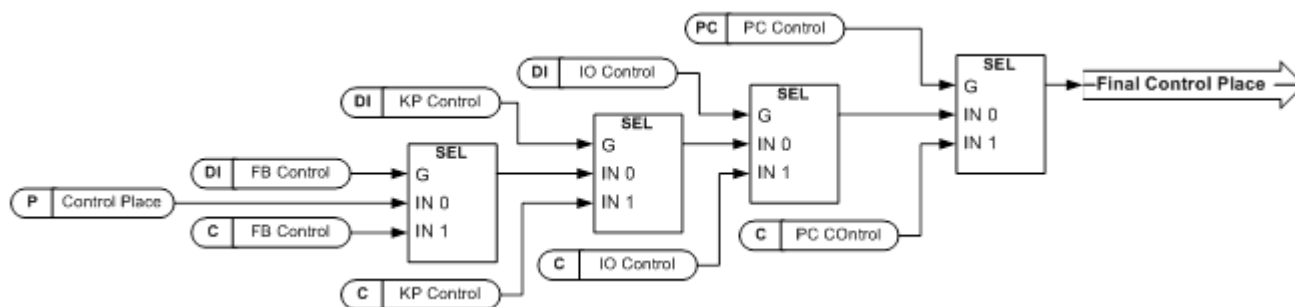 PC PC Control
SEL
DI IO Control
G
Final Control Place
SEL
IN 0
DI KP Control
G
SEL
IN 0
IN 1
G
DI FB Control
SEL
IN 0
IN 1
G
P Control Place
IN 0
IN 1
C FB Control
IN 1
C PC COntrol
C IO Control
C KP Control